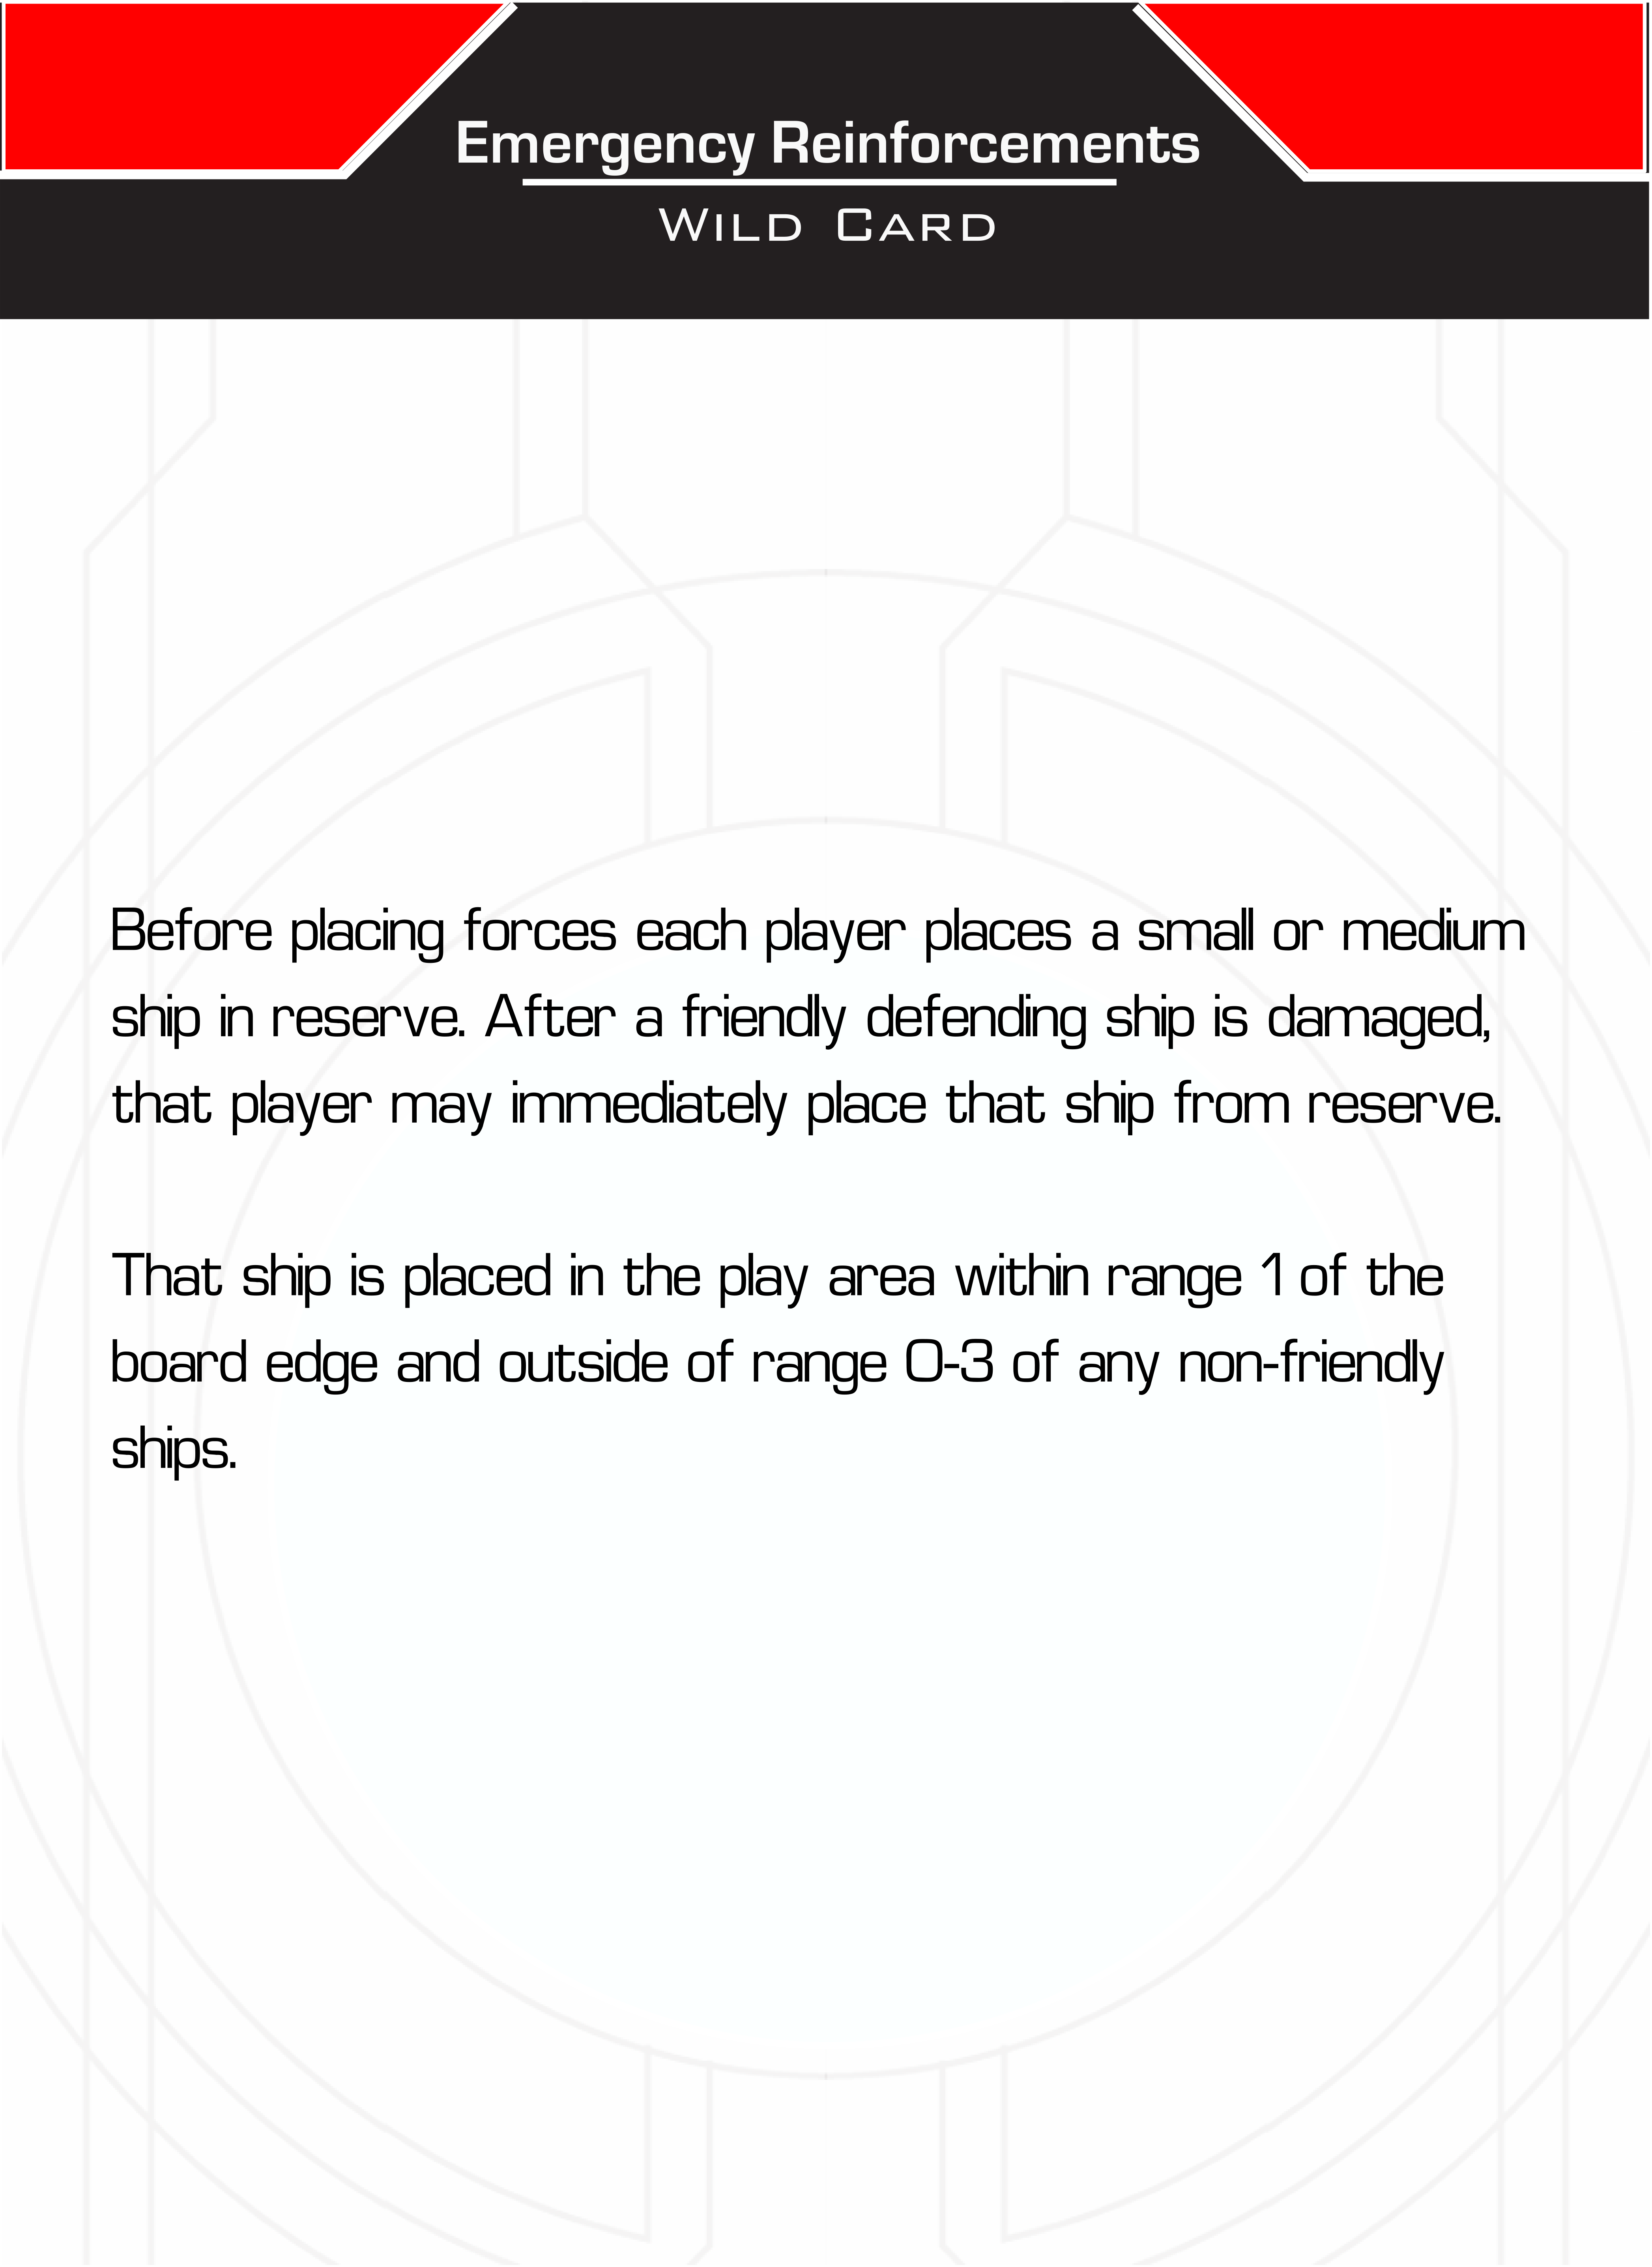 Emergency Reinforcements
Wild Card
Before placing forces each player places a small or medium
ship in reserve. After a friendly defending ship is damaged,
that player may immediately place that ship from reserve.
That ship is placed in the play area within range 1 of the
board edge and outside of range 0-3 of any non-friendly
ships.